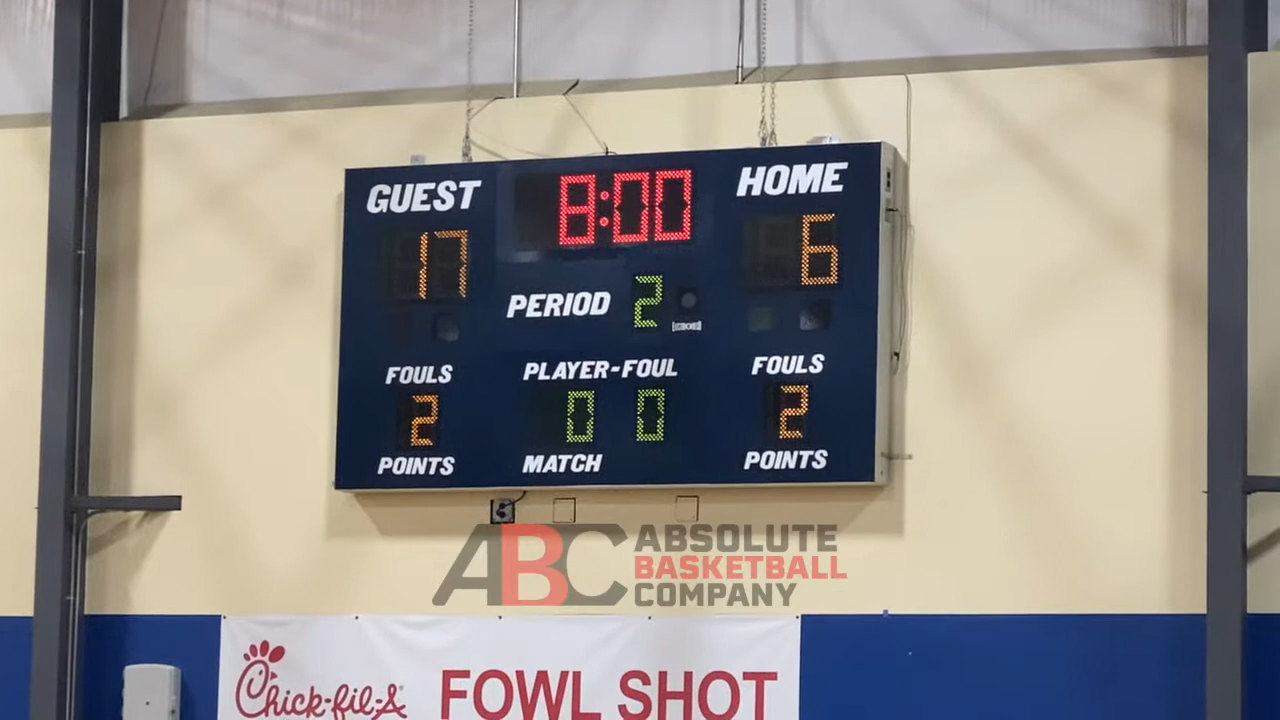 GUEST 8:00 HOME
17 6
PERIOD 2
FOULS PLAYER-FOUL FOULS
2 0 0 2
POINTS MATCH POINTS
ABC ABSOLUTE
BASKETBALL
COMPANY
Chick-fil-A FOWL SHOT